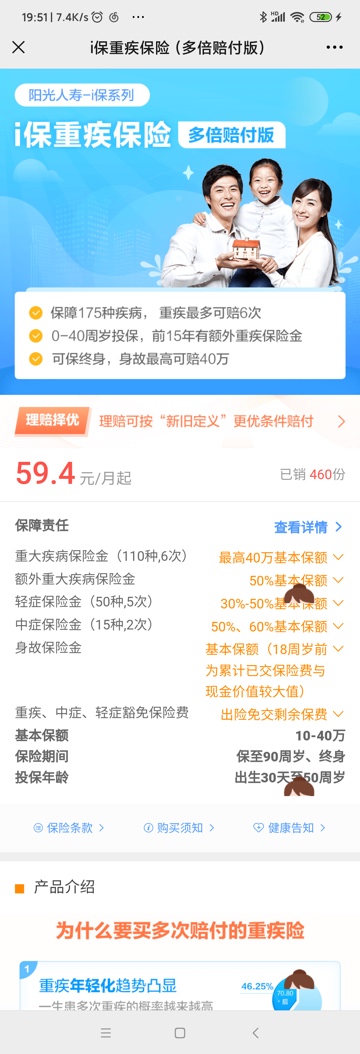 19:51 | 7.4K/s
HD
52
i保重疾保险（多倍赔付版）
阳光人寿-i保系列
i保重疾保险 多倍赔付版
保障175种疾病，重疾最多可赔6次
0-40周岁投保，前15年有额外重疾保险金
可保终身，身故最高可赔40万
理赔择优 理赔可按“新旧定义”更优条件赔付
59.4 元/月起 已销 460份
保障责任 查看详情
重大疾病保险金（110种,6次） 最高40万基本保额
额外重大疾病保险金 50%基本保额
轻症保险金（50种,5次） 30%-50%基本保额
中症保险金（15种,2次） 50%、60%基本保额
身故保险金 基本保额（18周岁前
为累计已交保险费与
现金价值较大值）
重疾、中症、轻症豁免保险费 出险免交剩余保费
基本保额 10-40万
保险期间 保至90周岁、终身
投保年龄 出生30天至50周岁
保险条款 购买须知 健康告知
产品介绍
为什么要买多次赔付的重疾险
1
重疾年轻化趋势凸显 46.25%
一生患多次重疾的概率越来越高